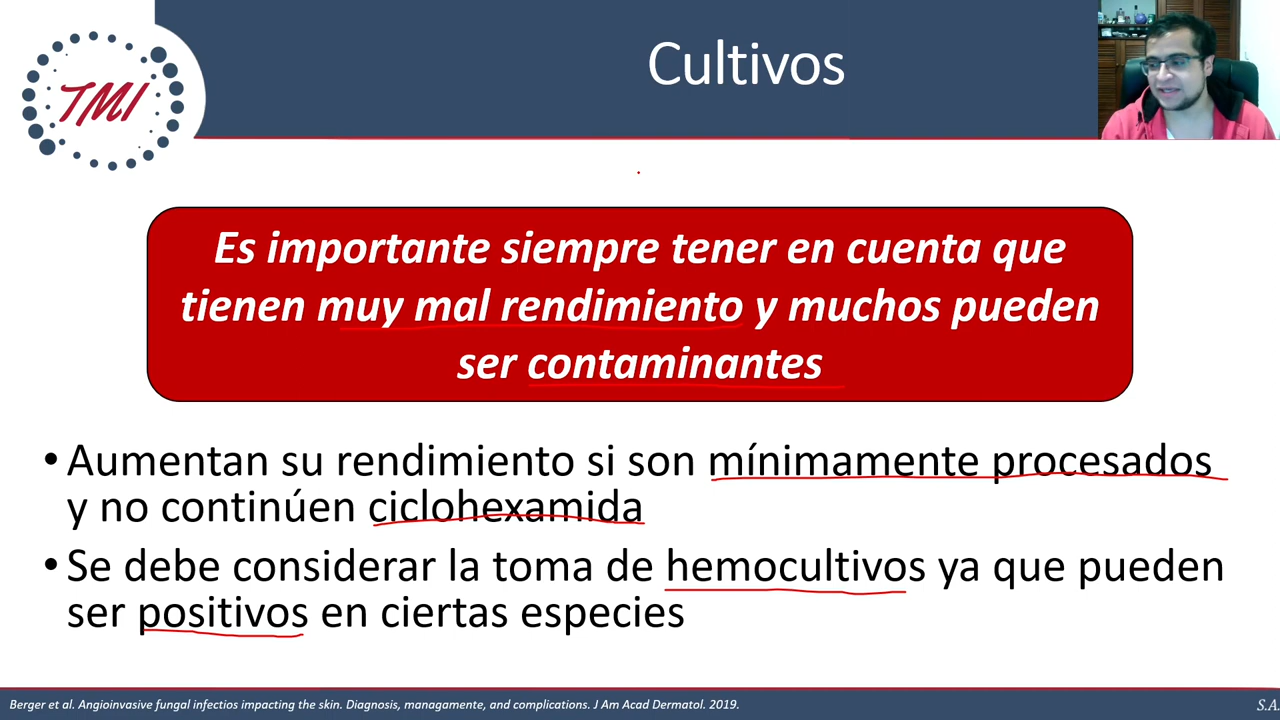 Cultivos
TMI
Es importante siempre tener en cuenta que
tienen muy mal rendimiento y muchos pueden
ser contaminantes
• Aumentan su rendimiento si son mínimamente procesados
y no continúen ciclohexamida
• Se debe considerar la toma de hemocultivos ya que pueden
ser positivos en ciertas especies
Berger et al. Angioinvasive fungal infectios impacting the skin. Diagnosis, managamente, and complications. J Am Acad Dermatol. 2019.
S.A.